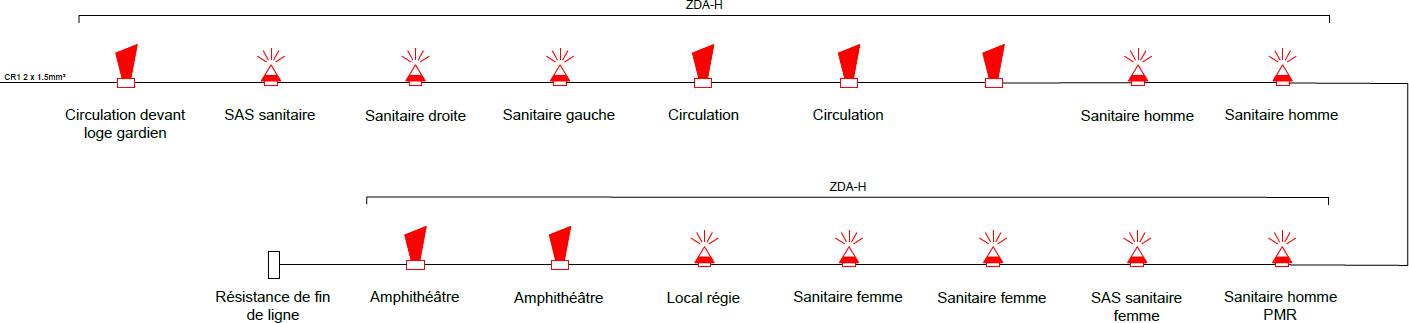 ZDA-H
CR1 2 x 1.5mm²
Circulation devant
loge gardien
SAS sanitaire
Sanitaire droite
Sanitaire gauche
Circulation
Circulation
Sanitaire homme
Sanitaire homme
ZDA-H
Résistance de fin
de ligne
Amphithéâtre
Amphithéâtre
Local régie
Sanitaire femme
Sanitaire femme
SAS sanitaire
femme
Sanitaire homme
PMR